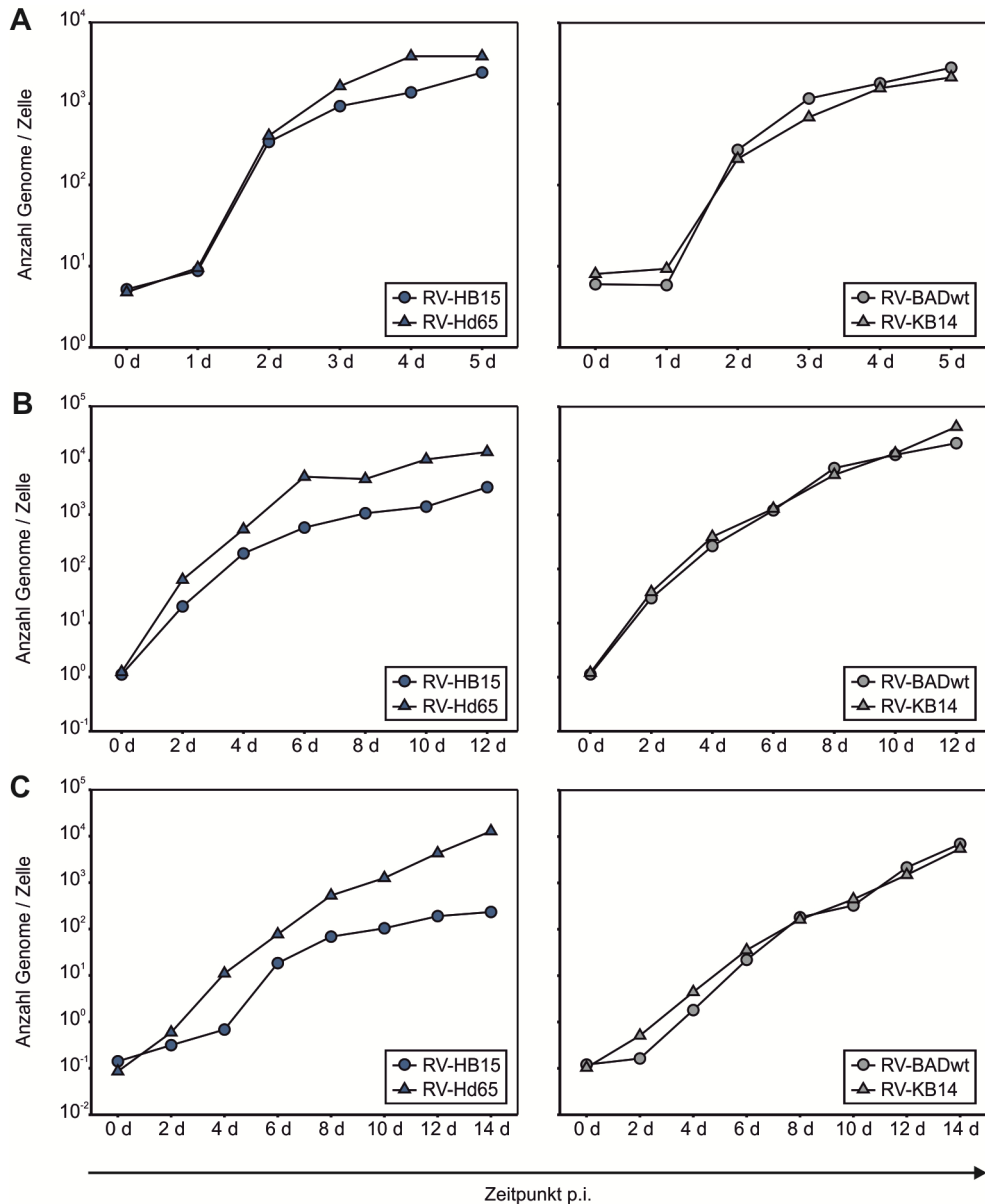 A
Anzahl Genome / Zelle
10^4
10^3
10^2
10^1
10^0
0 d 1 d 2 d 3 d 4 d 5 d
RV-HB15
RV-Hd65
0 d 1 d 2 d 3 d 4 d 5 d
RV-BADwt
RV-KB14
B
Anzahl Genome / Zelle
10^5
10^4
10^3
10^2
10^1
10^0
10^-1
0 d 2 d 4 d 6 d 8 d 10 d 12 d
RV-HB15
RV-Hd65
0 d 2 d 4 d 6 d 8 d 10 d 12 d
RV-BADwt
RV-KB14
C
Anzahl Genome / Zelle
10^5
10^4
10^3
10^2
10^1
10^0
10^-1
10^-2
0 d 2 d 4 d 6 d 8 d 10 d 12 d 14 d
RV-HB15
RV-Hd65
0 d 2 d 4 d 6 d 8 d 10 d 12 d 14 d
RV-BADwt
RV-KB14
Zeitpunkt p.i.